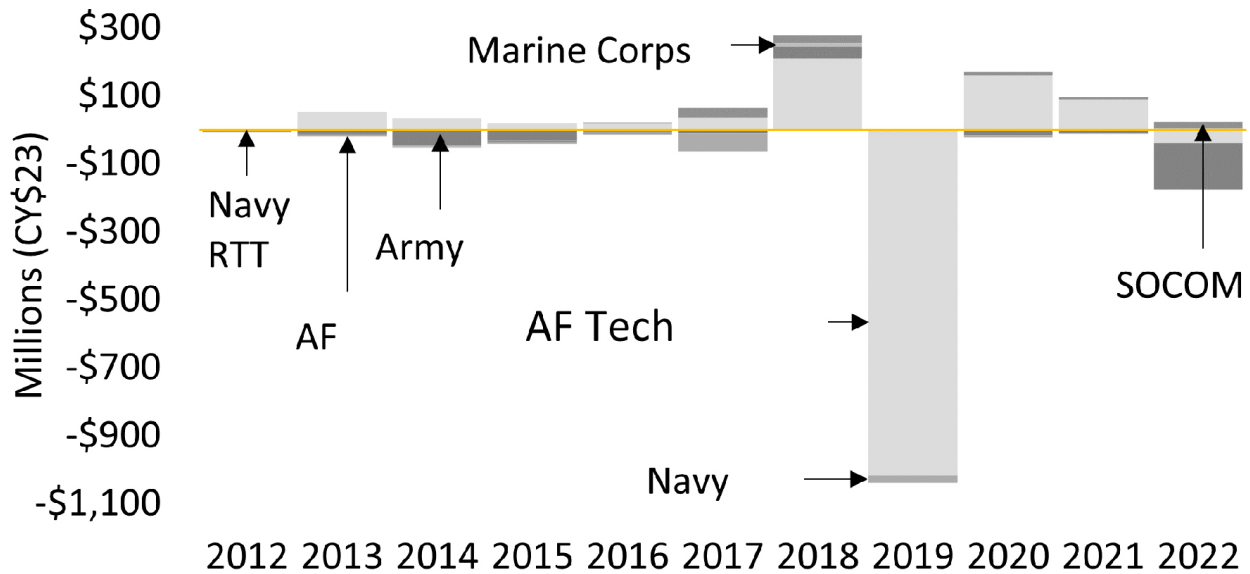 $300
$100
-$100
-$300
-$500
-$700
-$900
-$1,100
Millions (CY$23)
Marine Corps
Navy
RTT
Army
AF
AF Tech
SOCOM
Navy
2012 2013 2014 2015 2016 2017 2018 2019 2020 2021 2022